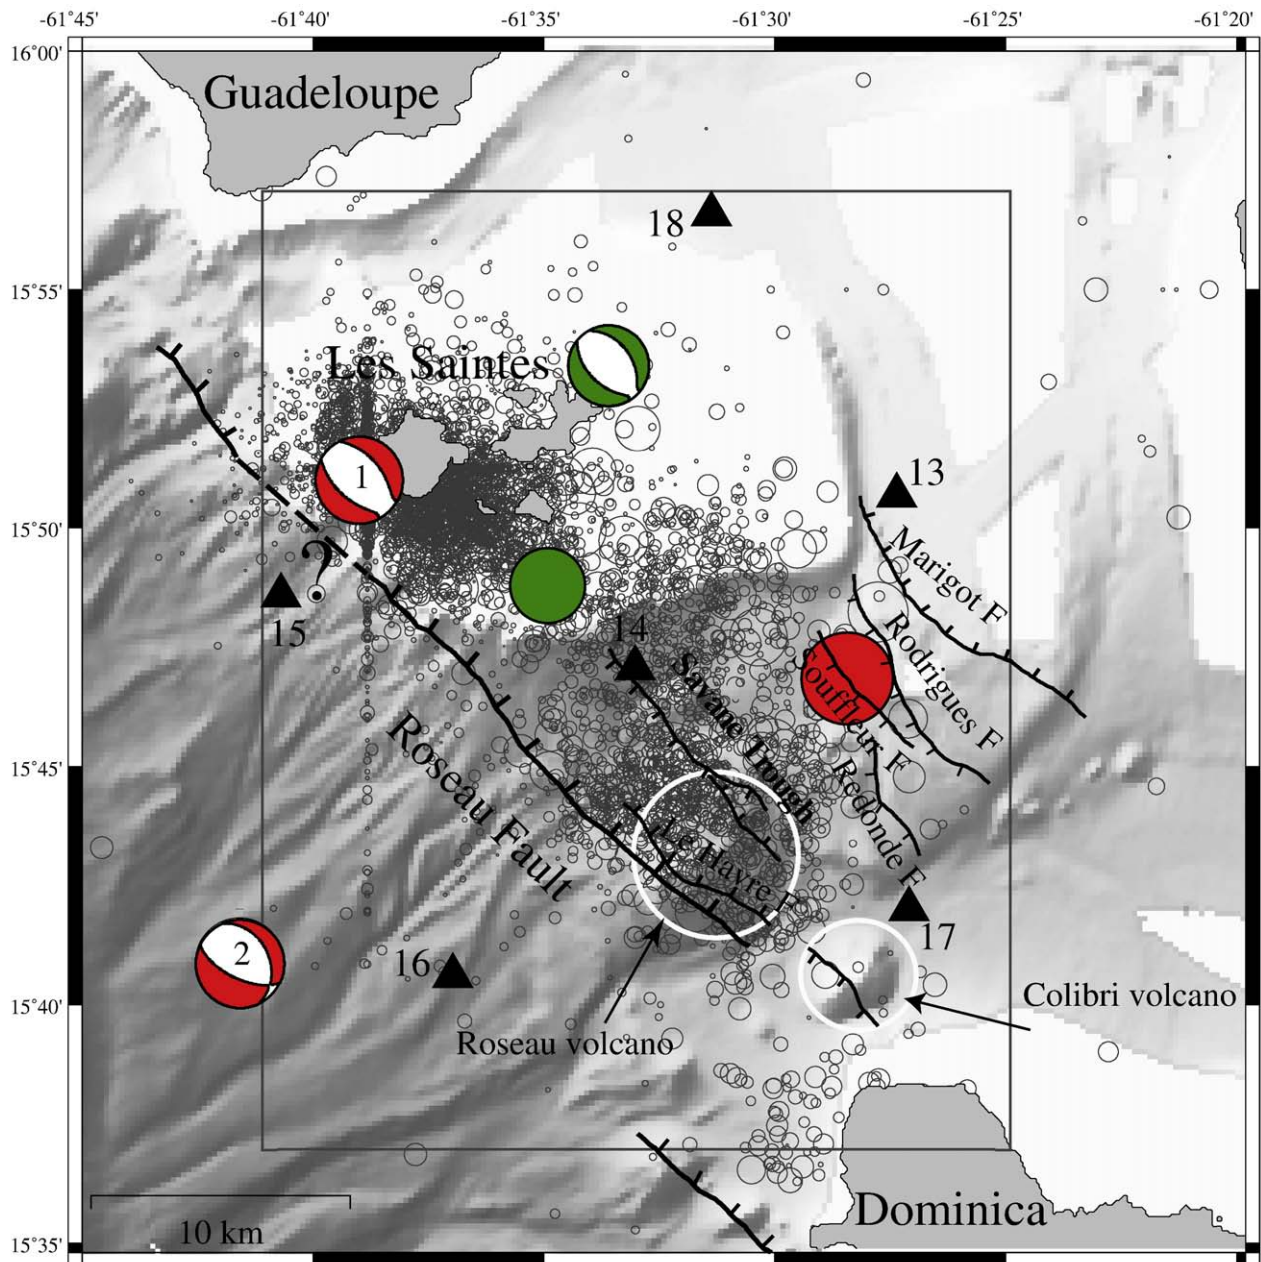 -61°45' -61°40' -61°35' -61°30' -61°25' -61°20'
16°00'
Guadeloupe
18
15°55'
Les Saintes
13
1
15°50'
?
Marigot F
15
14
Rodrigues F
Souffleur F
Savane Trough
15°45'
Roseau Fault
Redonde F
Le Havre F
2
16
17
15°40'
Colibri volcano
Roseau volcano
Dominica
10 km
15°35'